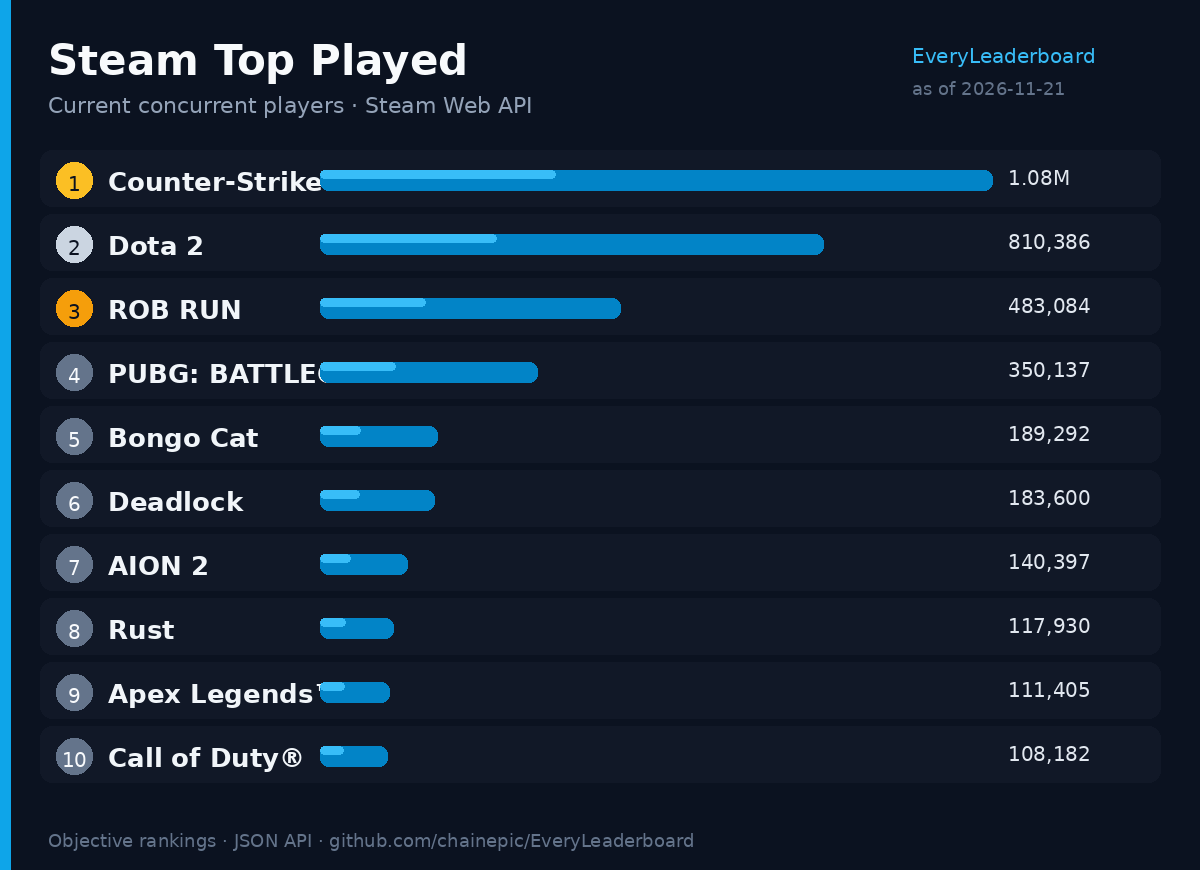 Steam Top Played
EveryLeaderboard
Current concurrent players · Steam Web API
as of 2026-11-21
1 Counter-Strike 1.08M
2 Dota 2 810,386
3 ROB RUN 483,084
4 PUBG: BATTLE 350,137
5 Bongo Cat 189,292
6 Deadlock 183,600
7 AION 2 140,397
8 Rust 117,930
9 Apex Legends 111,405
10 Call of Duty® 108,182
Objective rankings · JSON API · github.com/chainepic/EveryLeaderboard